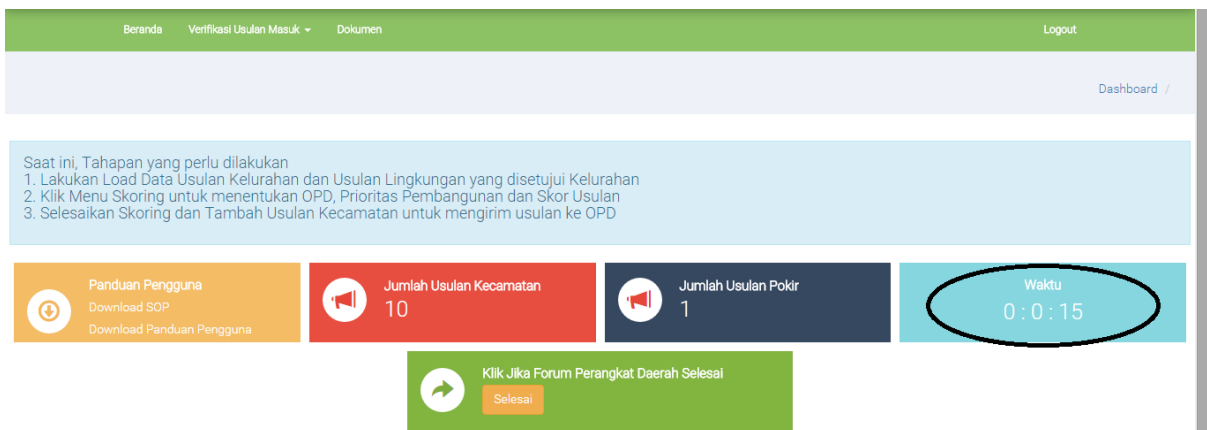 Beranda Verifikasi Usulan Masuk Dokumen Logout
Dashboard /
Saat ini, Tahapan yang perlu dilakukan
1. Lakukan Load Data Usulan Kelurahan dan Usulan Lingkungan yang disetujui Kelurahan
2. Klik Menu Skoring untuk menentukan OPD, Prioritas Pembangunan dan Skor Usulan
3. Selesaikan Skoring dan Tambah Usulan Kecamatan untuk mengirim usulan ke OPD
Panduan Pengguna
Download SOP
Download Panduan Pengguna
Jumlah Usulan Kecamatan
10
Jumlah Usulan Pokir
1
Waktu
0 : 0 : 15
Klik Jika Forum Perangkat Daerah Selesai
Selesai